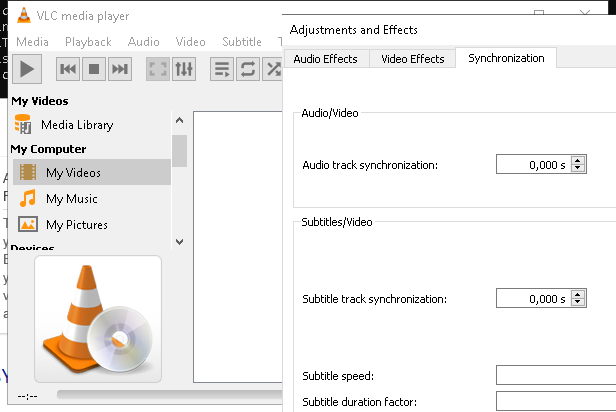 VLC media player
Media Playback Audio Video Subtitle
My Videos
Media Library
My Computer
My Videos
My Music
My Pictures
Devices
--:--
Adjustments and Effects
Audio Effects Video Effects Synchronization
Audio/Video
Audio track synchronization: 0,000 s
Subtitles/Video
Subtitle track synchronization: 0,000 s
Subtitle speed:
Subtitle duration factor: